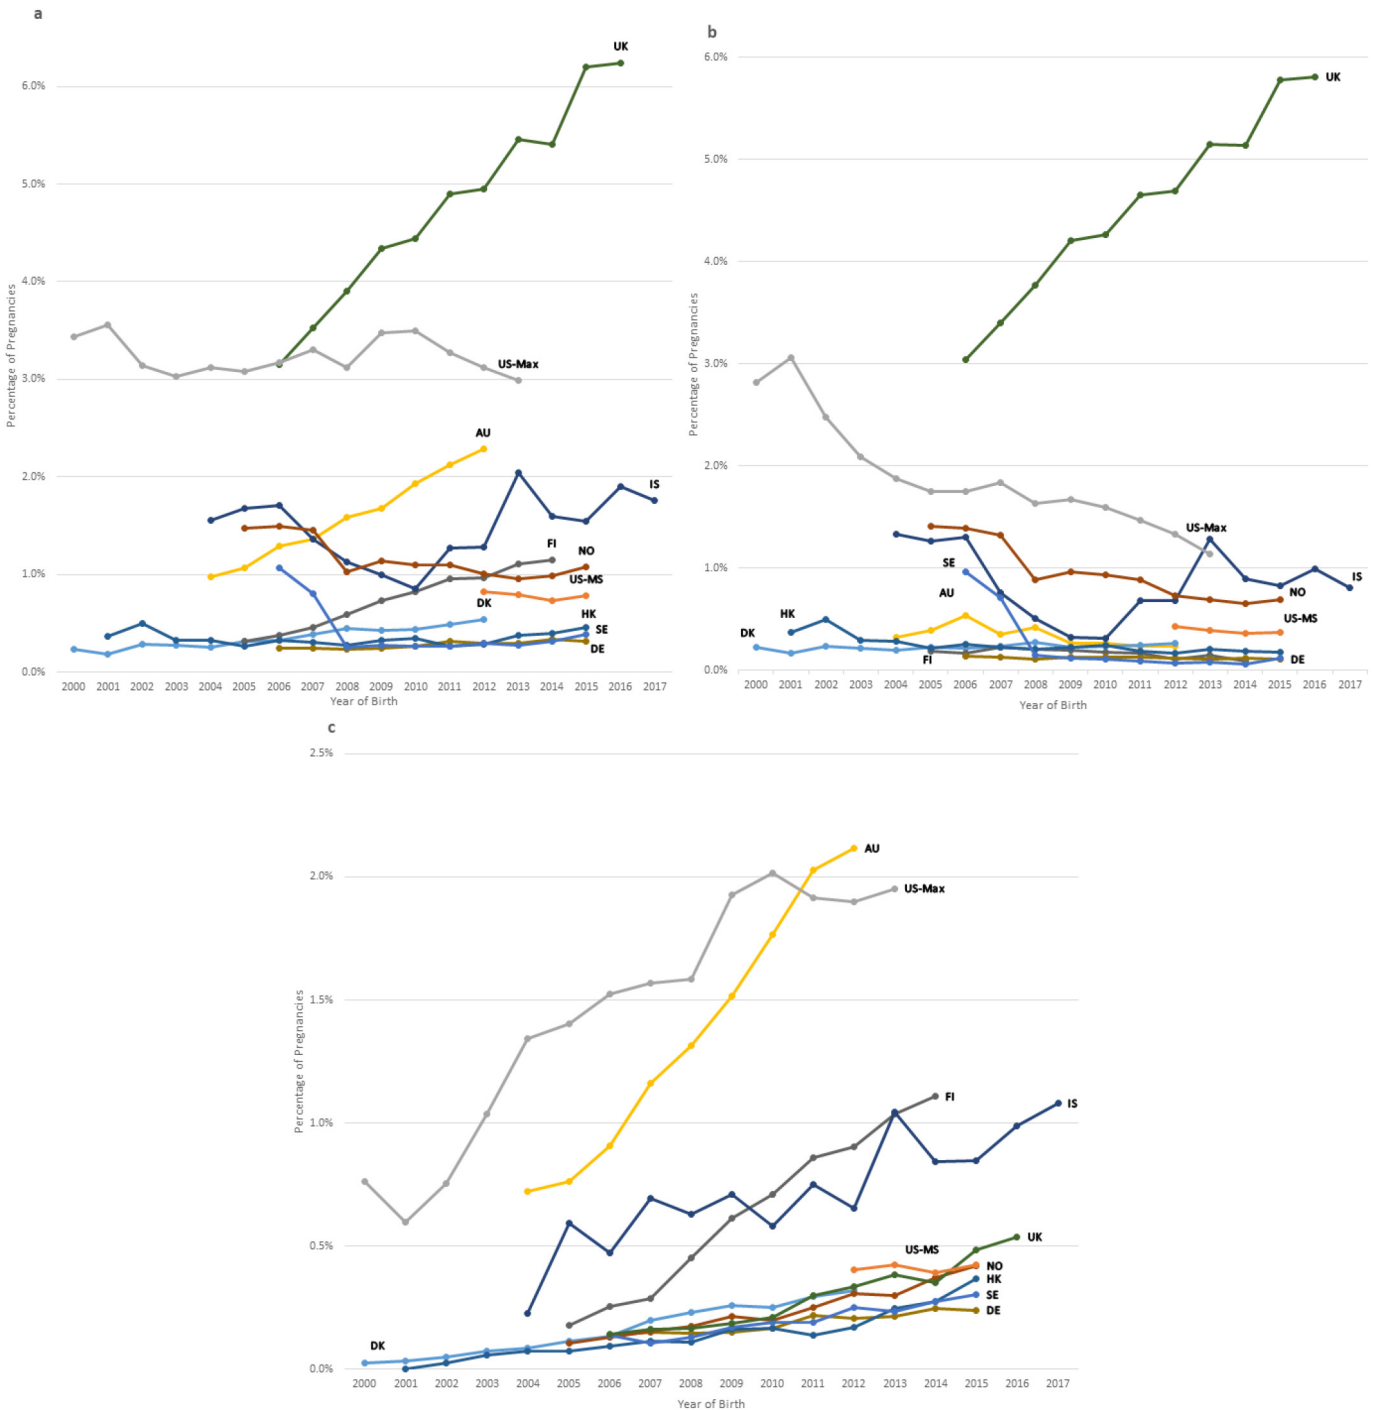 a
UK
6.0%
5.0%
4.0%
3.0%
2.0%
1.0%
0.0%
Percentage of Pregnancies
US-Max
AU
IS
FI
NO
US-MS
DK
HK
SE
DE
2000 2001 2002 2003 2004 2005 2006 2007 2008 2009 2010 2011 2012 2013 2014 2015 2016 2017
Year of Birth
b
6.0%
5.0%
4.0%
3.0%
2.0%
1.0%
0.0%
Percentage of Pregnancies
UK
US-Max
SE
AU
HK
DK
FI
IS
NO
US-MS
DE
2000 2001 2002 2003 2004 2005 2006 2007 2008 2009 2010 2011 2012 2013 2014 2015 2016 2017
Year of Birth
c
2.5%
2.0%
1.5%
1.0%
0.5%
0.0%
Percentage of Pregnancies
AU
US-Max
FI
IS
US-MS
UK
NO
HK
SE
DE
DK
2000 2001 2002 2003 2004 2005 2006 2007 2008 2009 2010 2011 2012 2013 2014 2015 2016 2017
Year of Birth